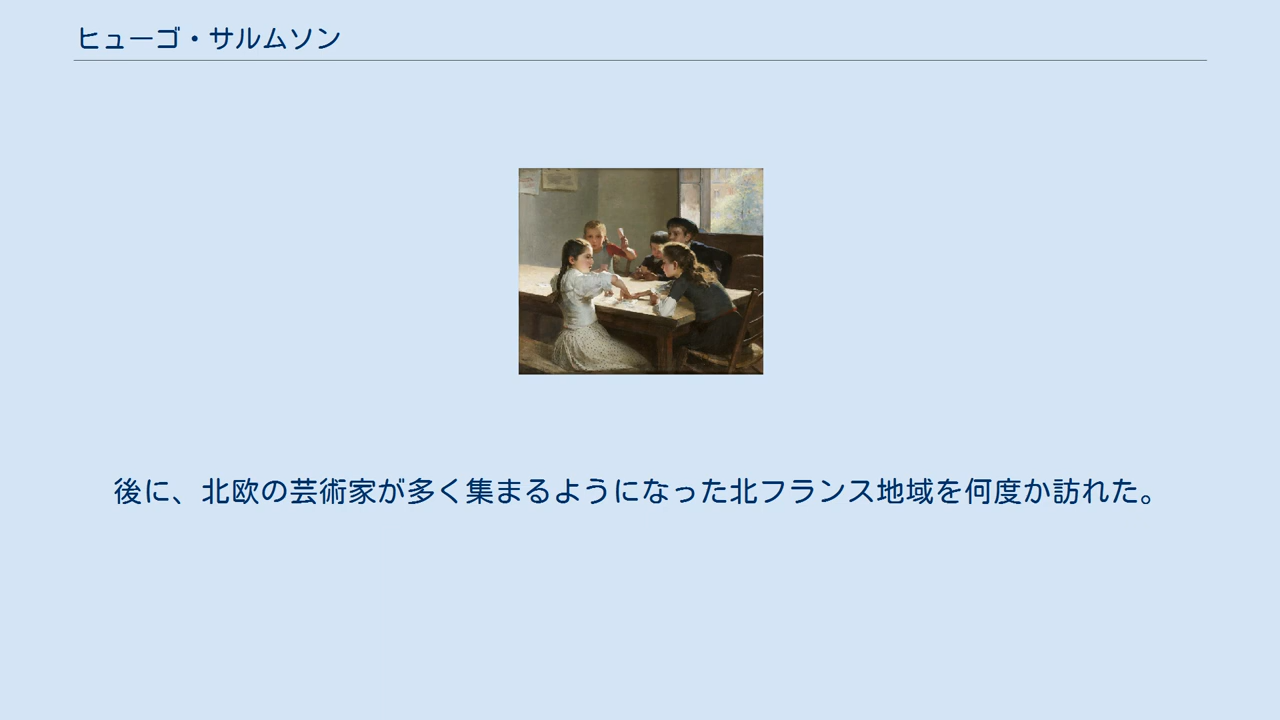 ヒューゴ・サルムソン
後に、北欧の芸術家が多く集まるようになった北フランス地域を何度か訪れた。